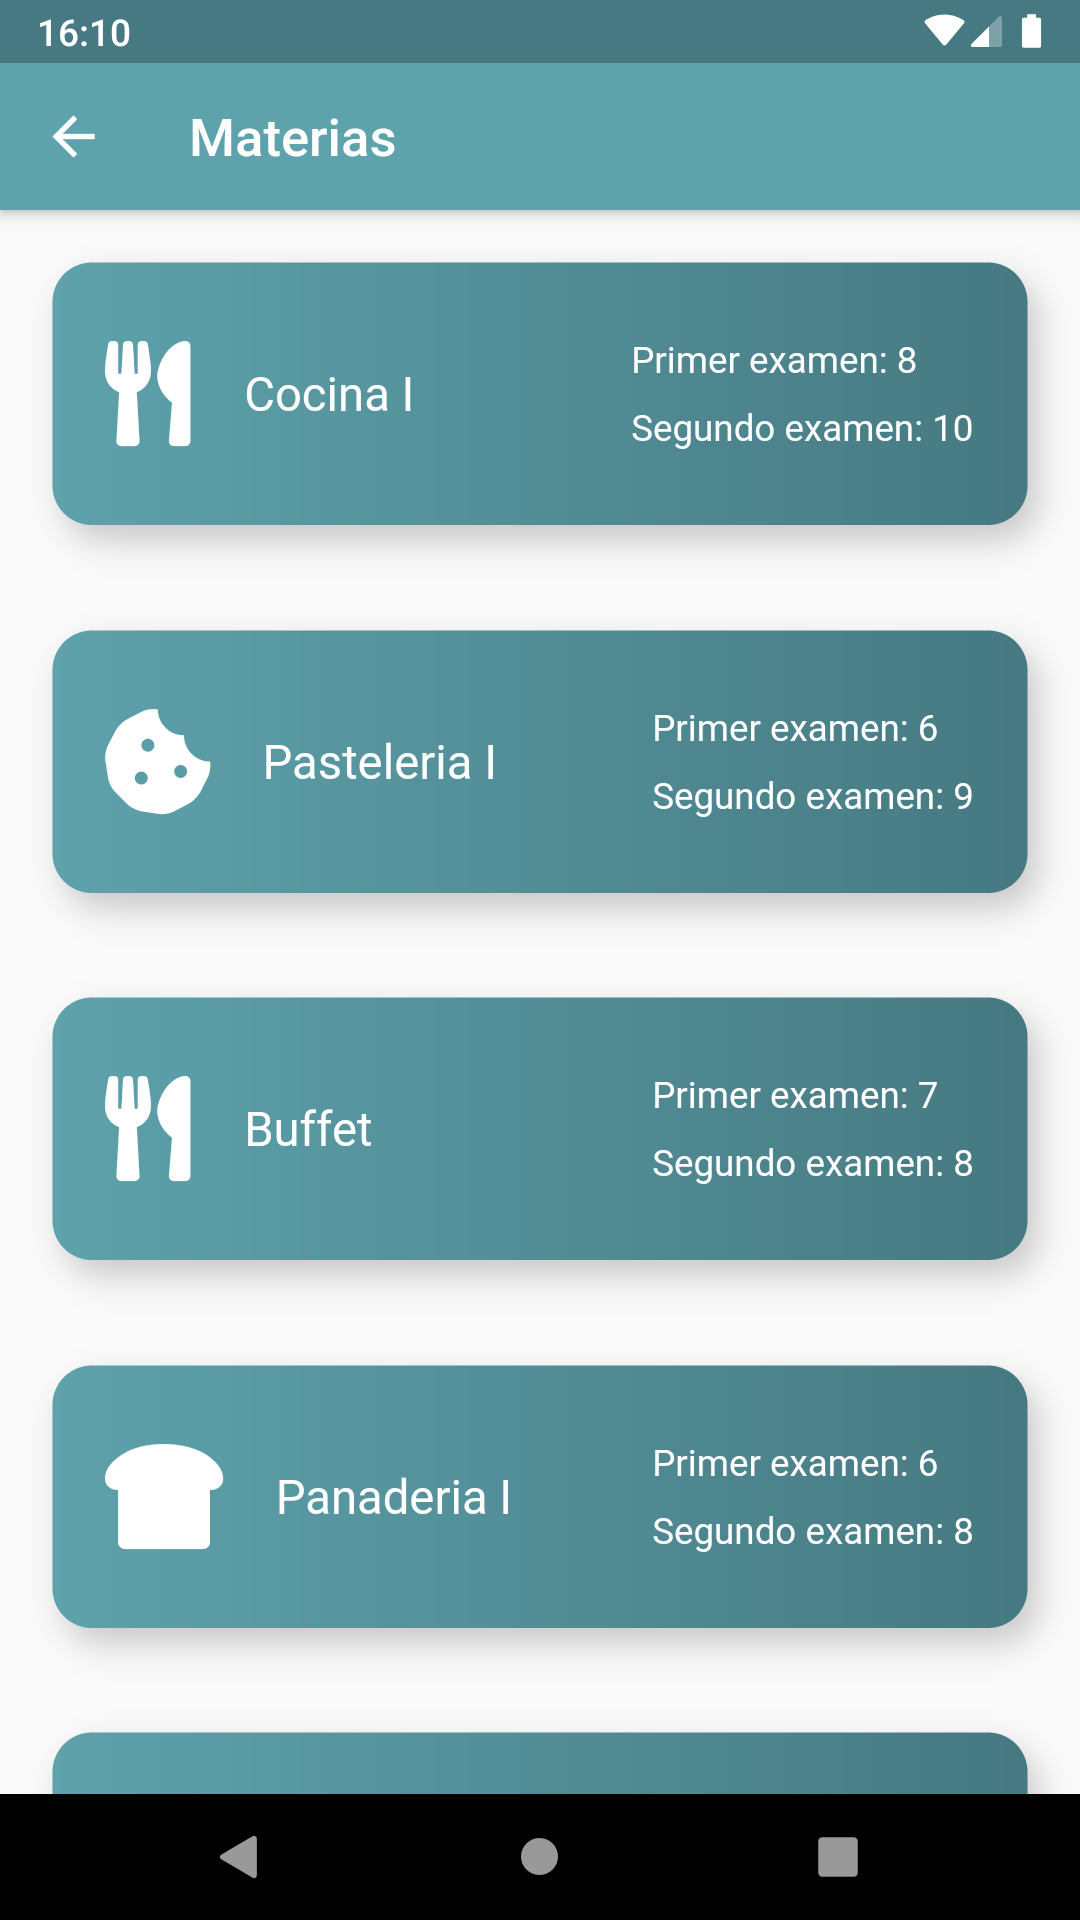 16:10
Materias
Cocina I
Primer examen: 8
Segundo examen: 10
Pasteleria I
Primer examen: 6
Segundo examen: 9
Buffet
Primer examen: 7
Segundo examen: 8
Panaderia I
Primer examen: 6
Segundo examen: 8